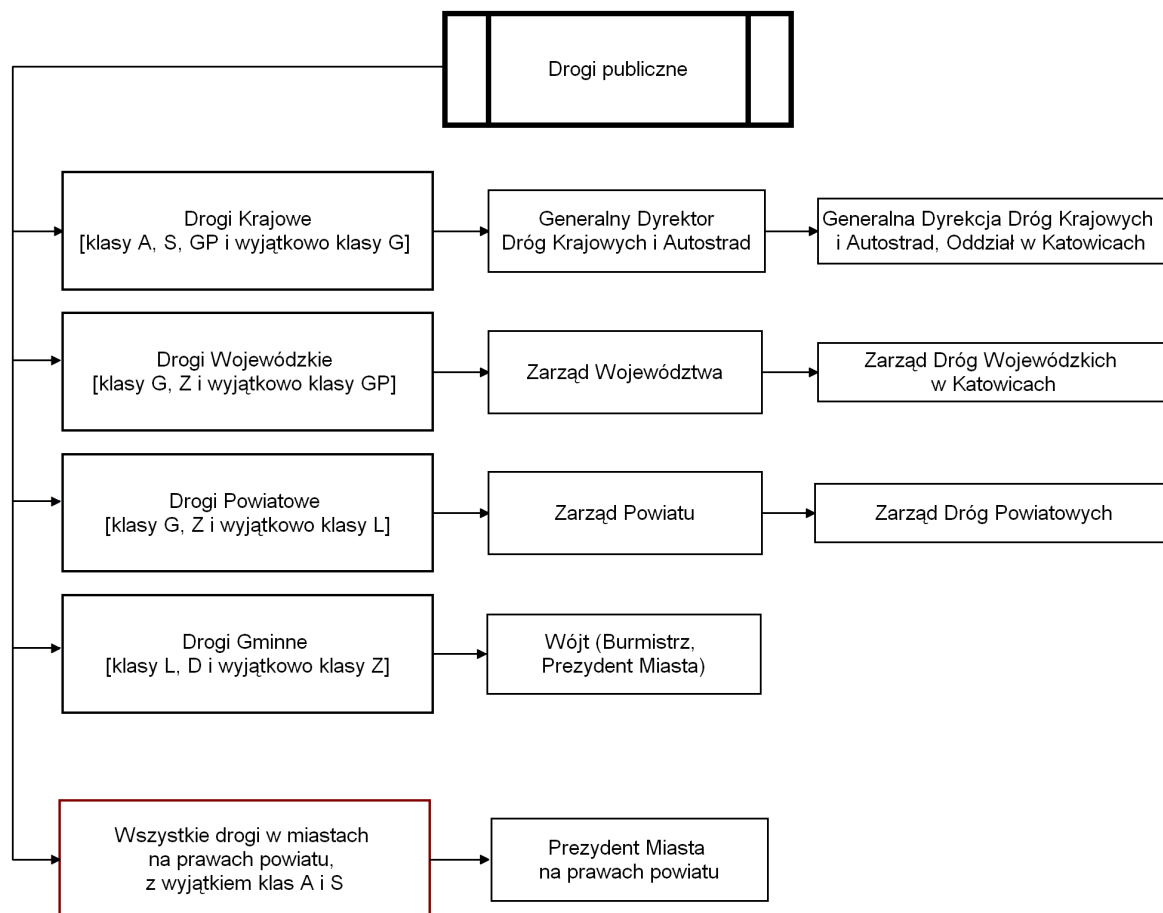 Drogi publiczne
Drogi Krajowe
[klasy A, S, GP i wyjątkowo klasy G]
Generalny Dyrektor
Dróg Krajowych i Autostrad
Generalna Dyrekcja Dróg Krajowych
i Autostrad, Oddział w Katowicach
Drogi Wojewódzkie
[klasy G, Z i wyjątkowo klasy GP]
Zarząd Województwa
Zarząd Dróg Wojewódzkich
w Katowicach
Drogi Powiatowe
[klasy G, Z i wyjątkowo klasy L]
Zarząd Powiatu
Zarząd Dróg Powiatowych
Drogi Gminne
[klasy L, D i wyjątkowo klasy Z]
Wójt (Burmistrz,
Prezydent Miasta)
Wszystkie drogi w miastach
na prawach powiatu,
z wyjątkiem klas A i S
Prezydent Miasta
na prawach powiatu